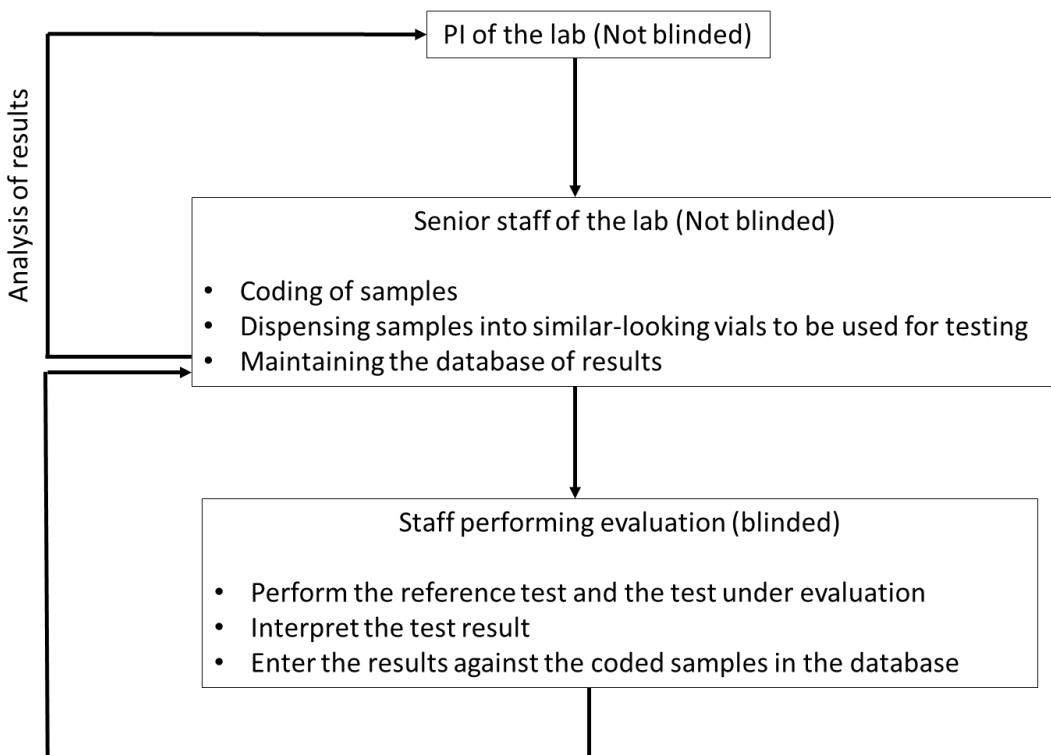 PI of the lab (Not blinded)
Analysis of results
Senior staff of the lab (Not blinded)
• Coding of samples
• Dispensing samples into similar-looking vials to be used for testing
• Maintaining the database of results
Staff performing evaluation (blinded)
• Perform the reference test and the test under evaluation
• Interpret the test result
• Enter the results against the coded samples in the database